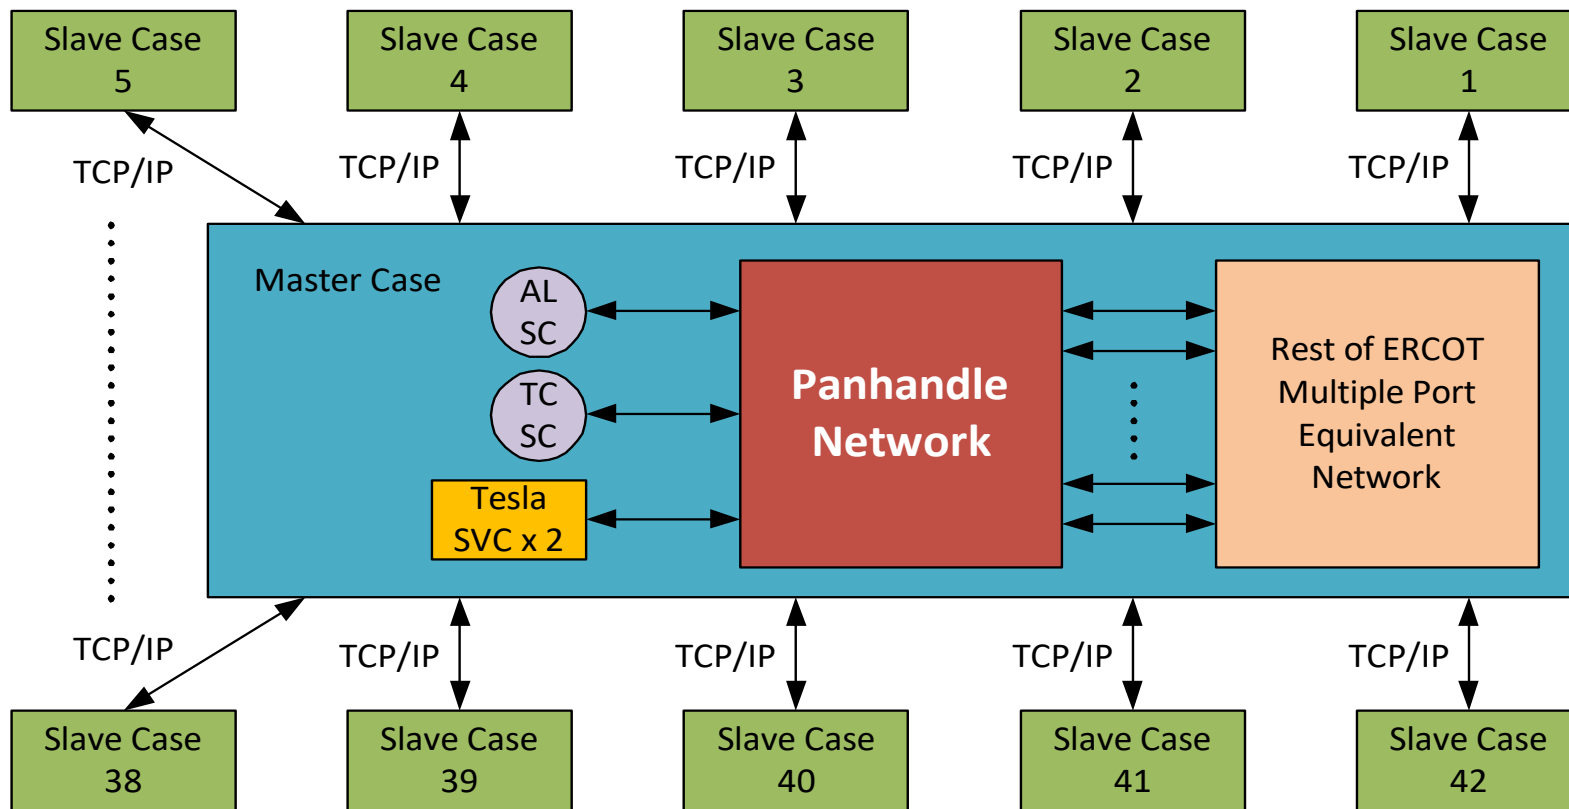 Slave Case
5
Slave Case
4
Slave Case
3
Slave Case
2
Slave Case
1
TCP/IP
TCP/IP
TCP/IP
TCP/IP
TCP/IP
Master Case
AL
SC
TC
SC
Tesla
SVC x 2
Panhandle
Network
Rest of ERCOT
Multiple Port
Equivalent
Network
TCP/IP
TCP/IP
TCP/IP
TCP/IP
TCP/IP
Slave Case
38
Slave Case
39
Slave Case
40
Slave Case
41
Slave Case
42